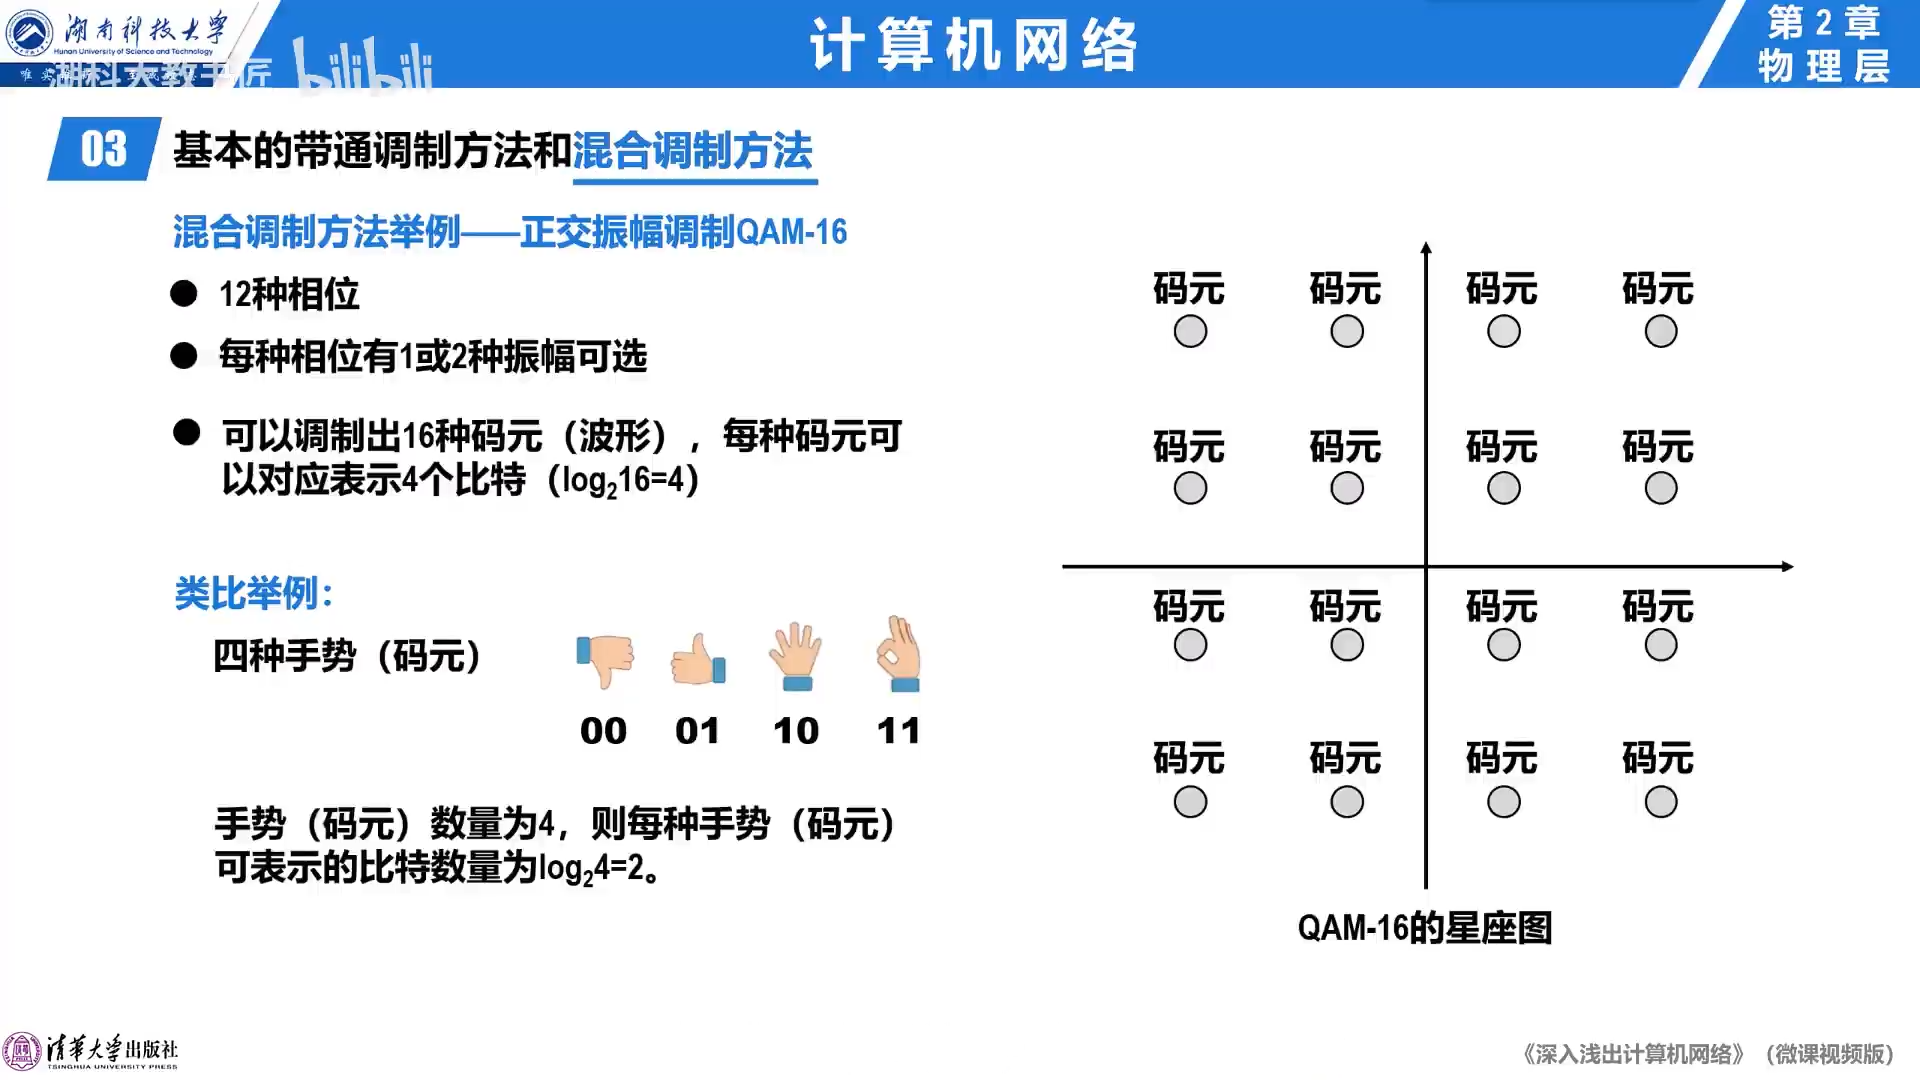 湖南科技大学
Hunan University of Science and Technology
湖科大教书匠
bilibili
计算机网络
第2章
物理层
03
基本的带通调制方法和混合调制方法
混合调制方法举例——正交振幅调制QAM-16
12种相位
每种相位有1或2种振幅可选
可以调制出16种码元（波形），每种码元可
以对应表示4个比特（log₂16=4）
类比举例：
四种手势（码元）
00 01 10 11
手势（码元）数量为4，则每种手势（码元）
可表示的比特数量为log₂4=2。
码元 码元 码元 码元
码元 码元 码元 码元
码元 码元 码元 码元
码元 码元 码元 码元
QAM-16的星座图
清华大学出版社
TSINGHUA UNIVERSITY PRESS
《深入浅出计算机网络》（微课视频版）